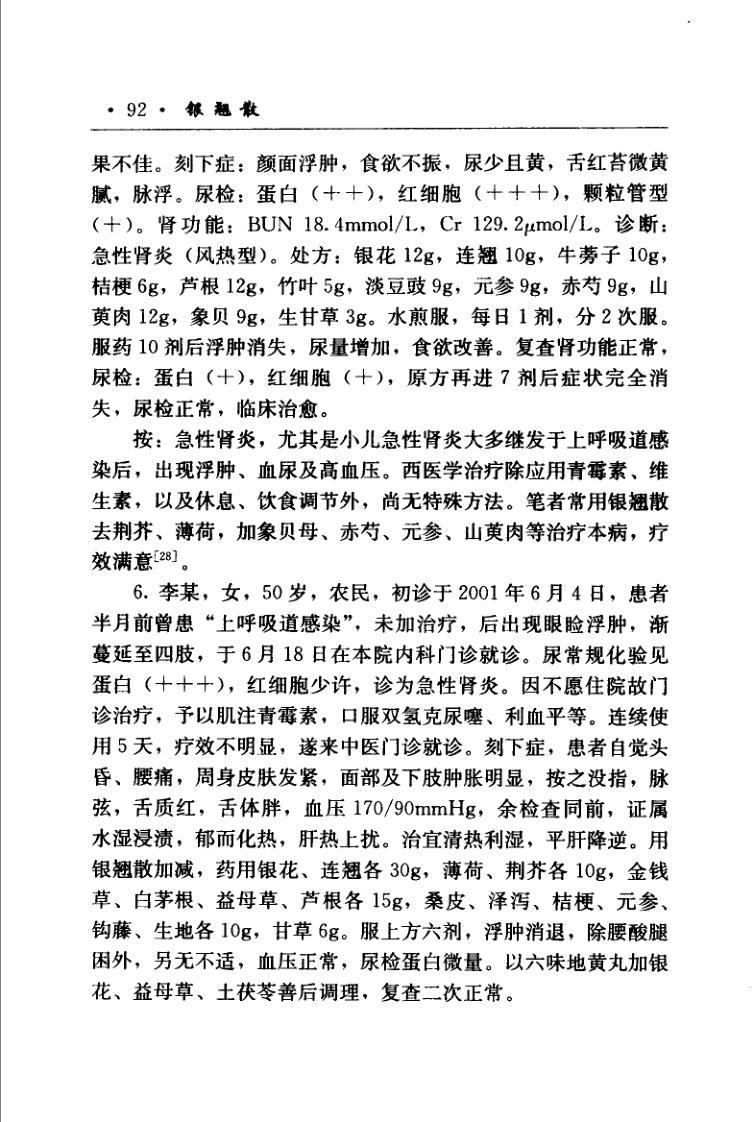 · 92 · 银翘散
果不佳。刻下症：颜面浮肿，食欲不振，尿少且黄，舌红苔微黄
腻，脉浮。尿检：蛋白（＋＋），红细胞（＋＋＋），颗粒管型
（＋）。肾功能：BUN 18.4mmol/L，Cr 129.2μmol/L。诊断：
急性肾炎（风热型）。处方：银花 12g，连翘 10g，牛蒡子 10g，
桔梗 6g，芦根 12g，竹叶 5g，淡豆豉 9g，元参 9g，赤芍 9g，山
萸肉 12g，象贝 9g，生甘草 3g。水煎服，每日 1 剂，分 2 次服。
服药 10 剂后浮肿消失，尿量增加，食欲改善。复查肾功能正常，
尿检：蛋白（＋），红细胞（＋），原方再进 7 剂后症状完全消
失，尿检正常，临床治愈。
按：急性肾炎，尤其是小儿急性肾炎大多继发于上呼吸道感
染后，出现浮肿、血尿及高血压。西医学治疗除应用青霉素、维
生素，以及休息、饮食调节外，尚无特殊方法。笔者常用银翘散
去荆芥、薄荷，加象贝母、赤芍、元参、山萸肉等治疗本病，疗
效满意[28]。
6. 李某，女，50 岁，农民，初诊于 2001 年 6 月 4 日，患者
半月前曾患“上呼吸道感染”，未加治疗，后出现眼睑浮肿，渐
蔓延至四肢，于 6 月 18 日在本院内科门诊就诊。尿常规化验见
蛋白（＋＋＋），红细胞少许，诊为急性肾炎。因不愿住院故门
诊治疗，予以肌注青霉素，口服双氢克尿噻、利血平等。连续使
用 5 天，疗效不明显，遂来中医门诊就诊。刻下症，患者自觉头
昏、腰痛，周身皮肤发紧，面部及下肢肿胀明显，按之没指，脉
弦，舌质红，舌体胖，血压 170/90mmHg，余检查同前，证属
水湿浸渍，郁而化热，肝热上扰。治宜清热利湿，平肝降逆。用
银翘散加减，药用银花、连翘各 30g，薄荷、荆芥各 10g，金钱
草、白茅根、益母草、芦根各 15g，桑皮、泽泻、桔梗、元参、
钩藤、生地各 10g，甘草 6g。服上方六剂，浮肿消退，除腰酸腿
困外，另无不适，血压正常，尿检蛋白微量。以六味地黄丸加银
花、益母草、土茯苓善后调理，复查二次正常。